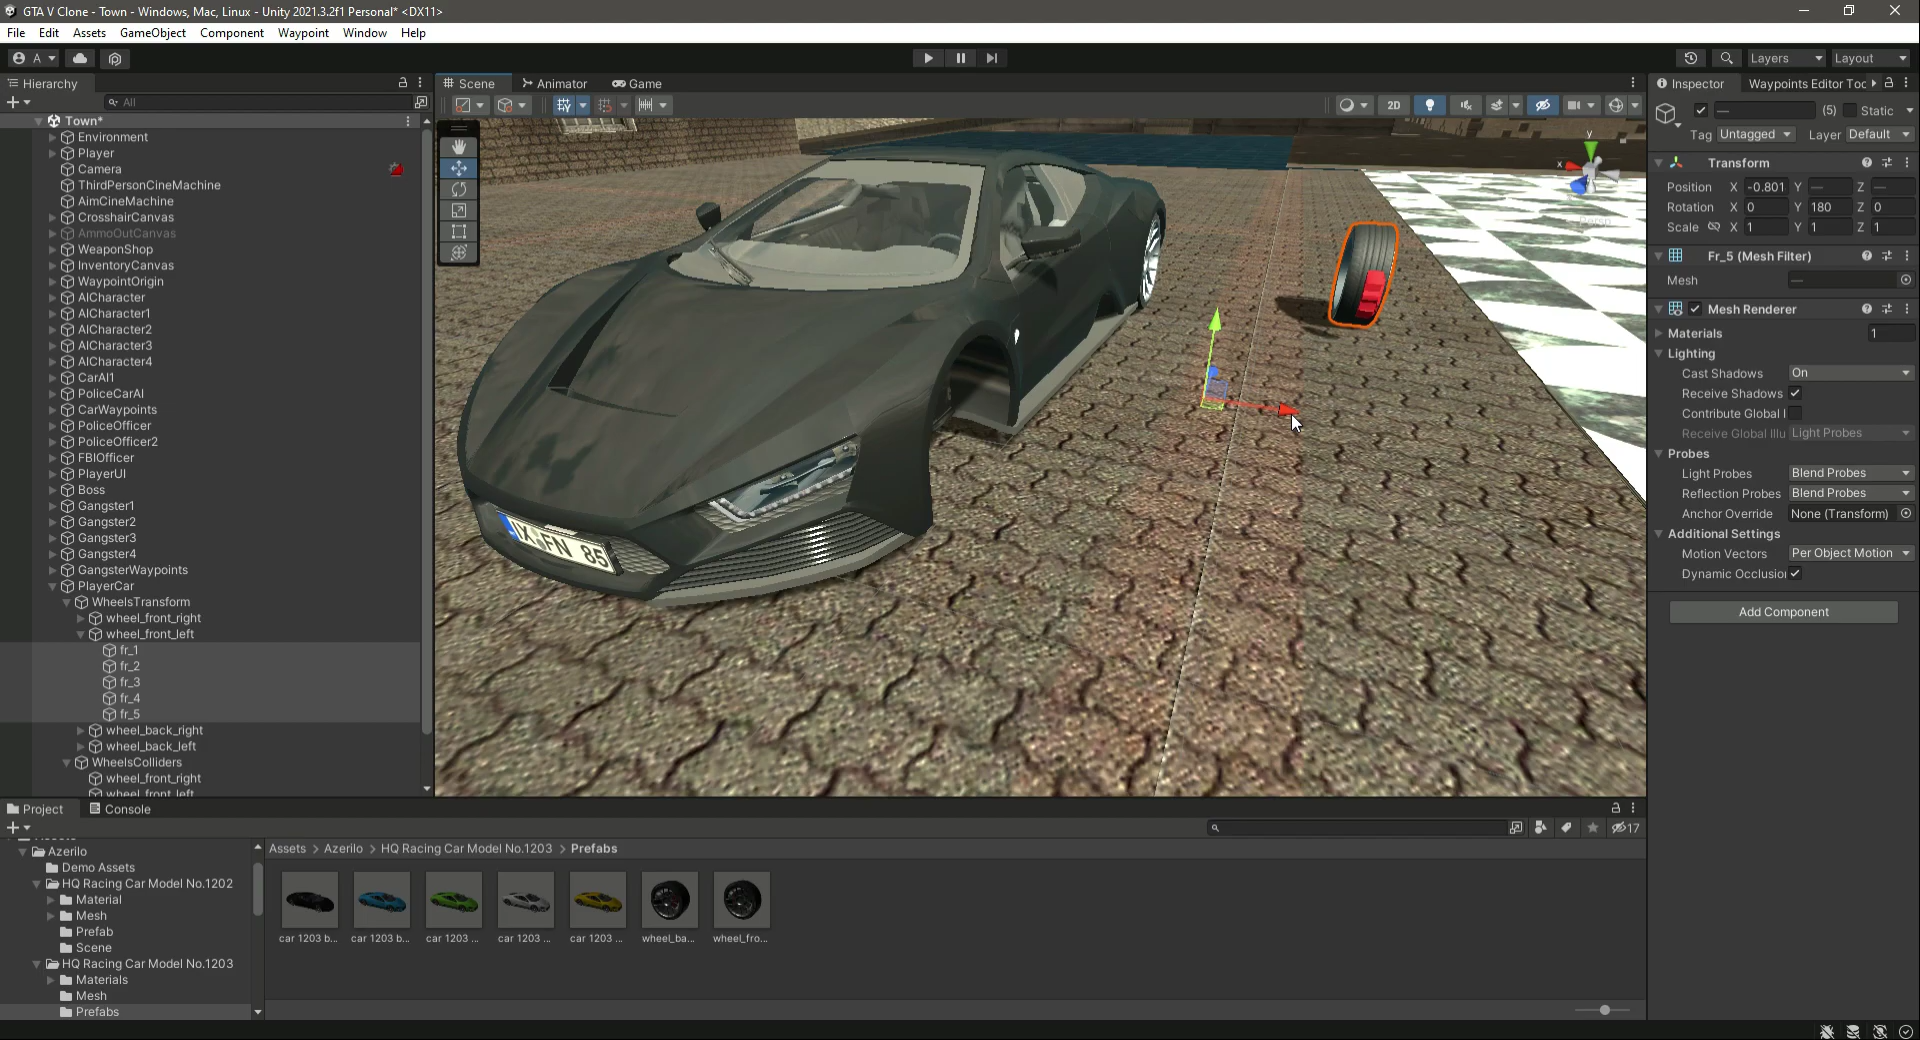 GTA V Clone - Town - Windows, Mac, Linux - Unity 2021.3.2f1 Personal* <DX11>
File Edit Assets GameObject Component Waypoint Window Help
A
Layers Layout
Hierarchy
All
Town*
Environment
Player
Camera
ThirdPersonCineMachine
AimCineMachine
CrosshairCanvas
AmmoOutCanvas
WeaponShop
InventoryCanvas
WaypointOrigin
AICharacter
AICharacter1
AICharacter2
AICharacter3
AICharacter4
CarAI1
PoliceCarAI
CarWaypoints
PoliceOfficer
PoliceOfficer2
FBIOfficer
PlayerUI
Boss
Gangster1
Gangster2
Gangster3
Gangster4
GangsterWaypoints
PlayerCar
WheelsTransform
wheel_front_right
wheel_front_left
fr_1
fr_2
fr_3
fr_4
fr_5
wheel_back_right
wheel_back_left
WheelsColliders
wheel_front_right
wheel_front_left
Scene Animator Game
2D
y
x
Persp
IX FN 85
Inspector Waypoints Editor Too
(5) Static
Tag Untagged Layer Default
Transform
Position X -0.801 Y — Z —
Rotation X 0 Y 180 Z 0
Scale X 1 Y 1 Z 1
Fr_5 (Mesh Filter)
Mesh —
Mesh Renderer
Materials 1
Lighting
Cast Shadows On
Receive Shadows
Contribute Global I
Receive Global Illu Light Probes
Probes
Light Probes Blend Probes
Reflection Probes Blend Probes
Anchor Override None (Transform)
Additional Settings
Motion Vectors Per Object Motion
Dynamic Occlusion
Add Component
Project Console
17
Assets
Azerilo
Demo Assets
HQ Racing Car Model No.1202
Material
Mesh
Prefab
Scene
HQ Racing Car Model No.1203
Materials
Mesh
Prefabs
Assets > Azerilo > HQ Racing Car Model No.1203 > Prefabs
car 1203 b... car 1203 b... car 1203 ... car 1203 ... car 1203 ... wheel_ba... wheel_fro...